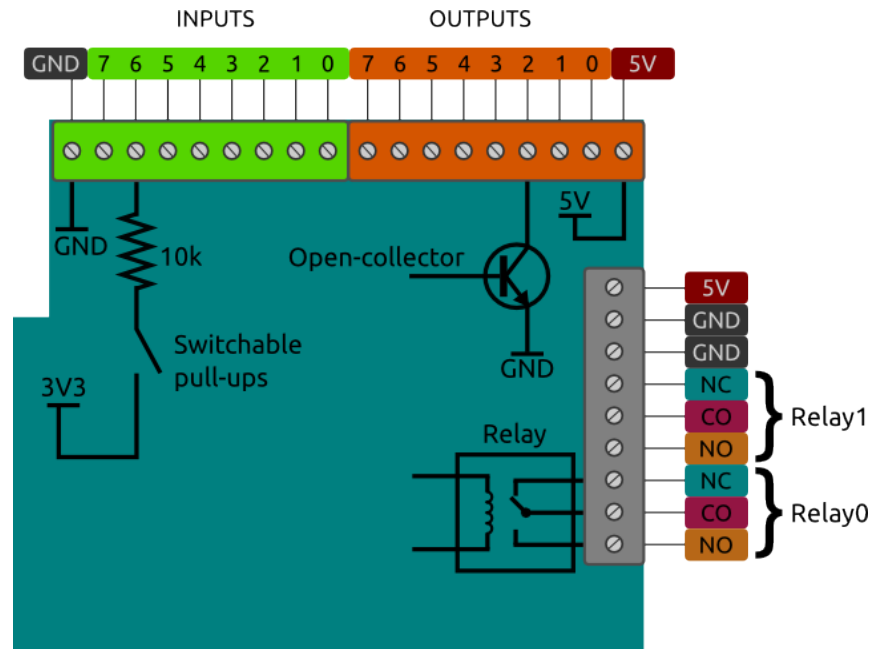 INPUTS OUTPUTS
GND 7 6 5 4 3 2 1 0 7 6 5 4 3 2 1 0 5V
5V
GND
10k
Open-collector
5V
GND
Switchable
pull-ups
GND
GND
3V3
NC
CO
Relay1
Relay
NO
NC
CO
Relay0
NO